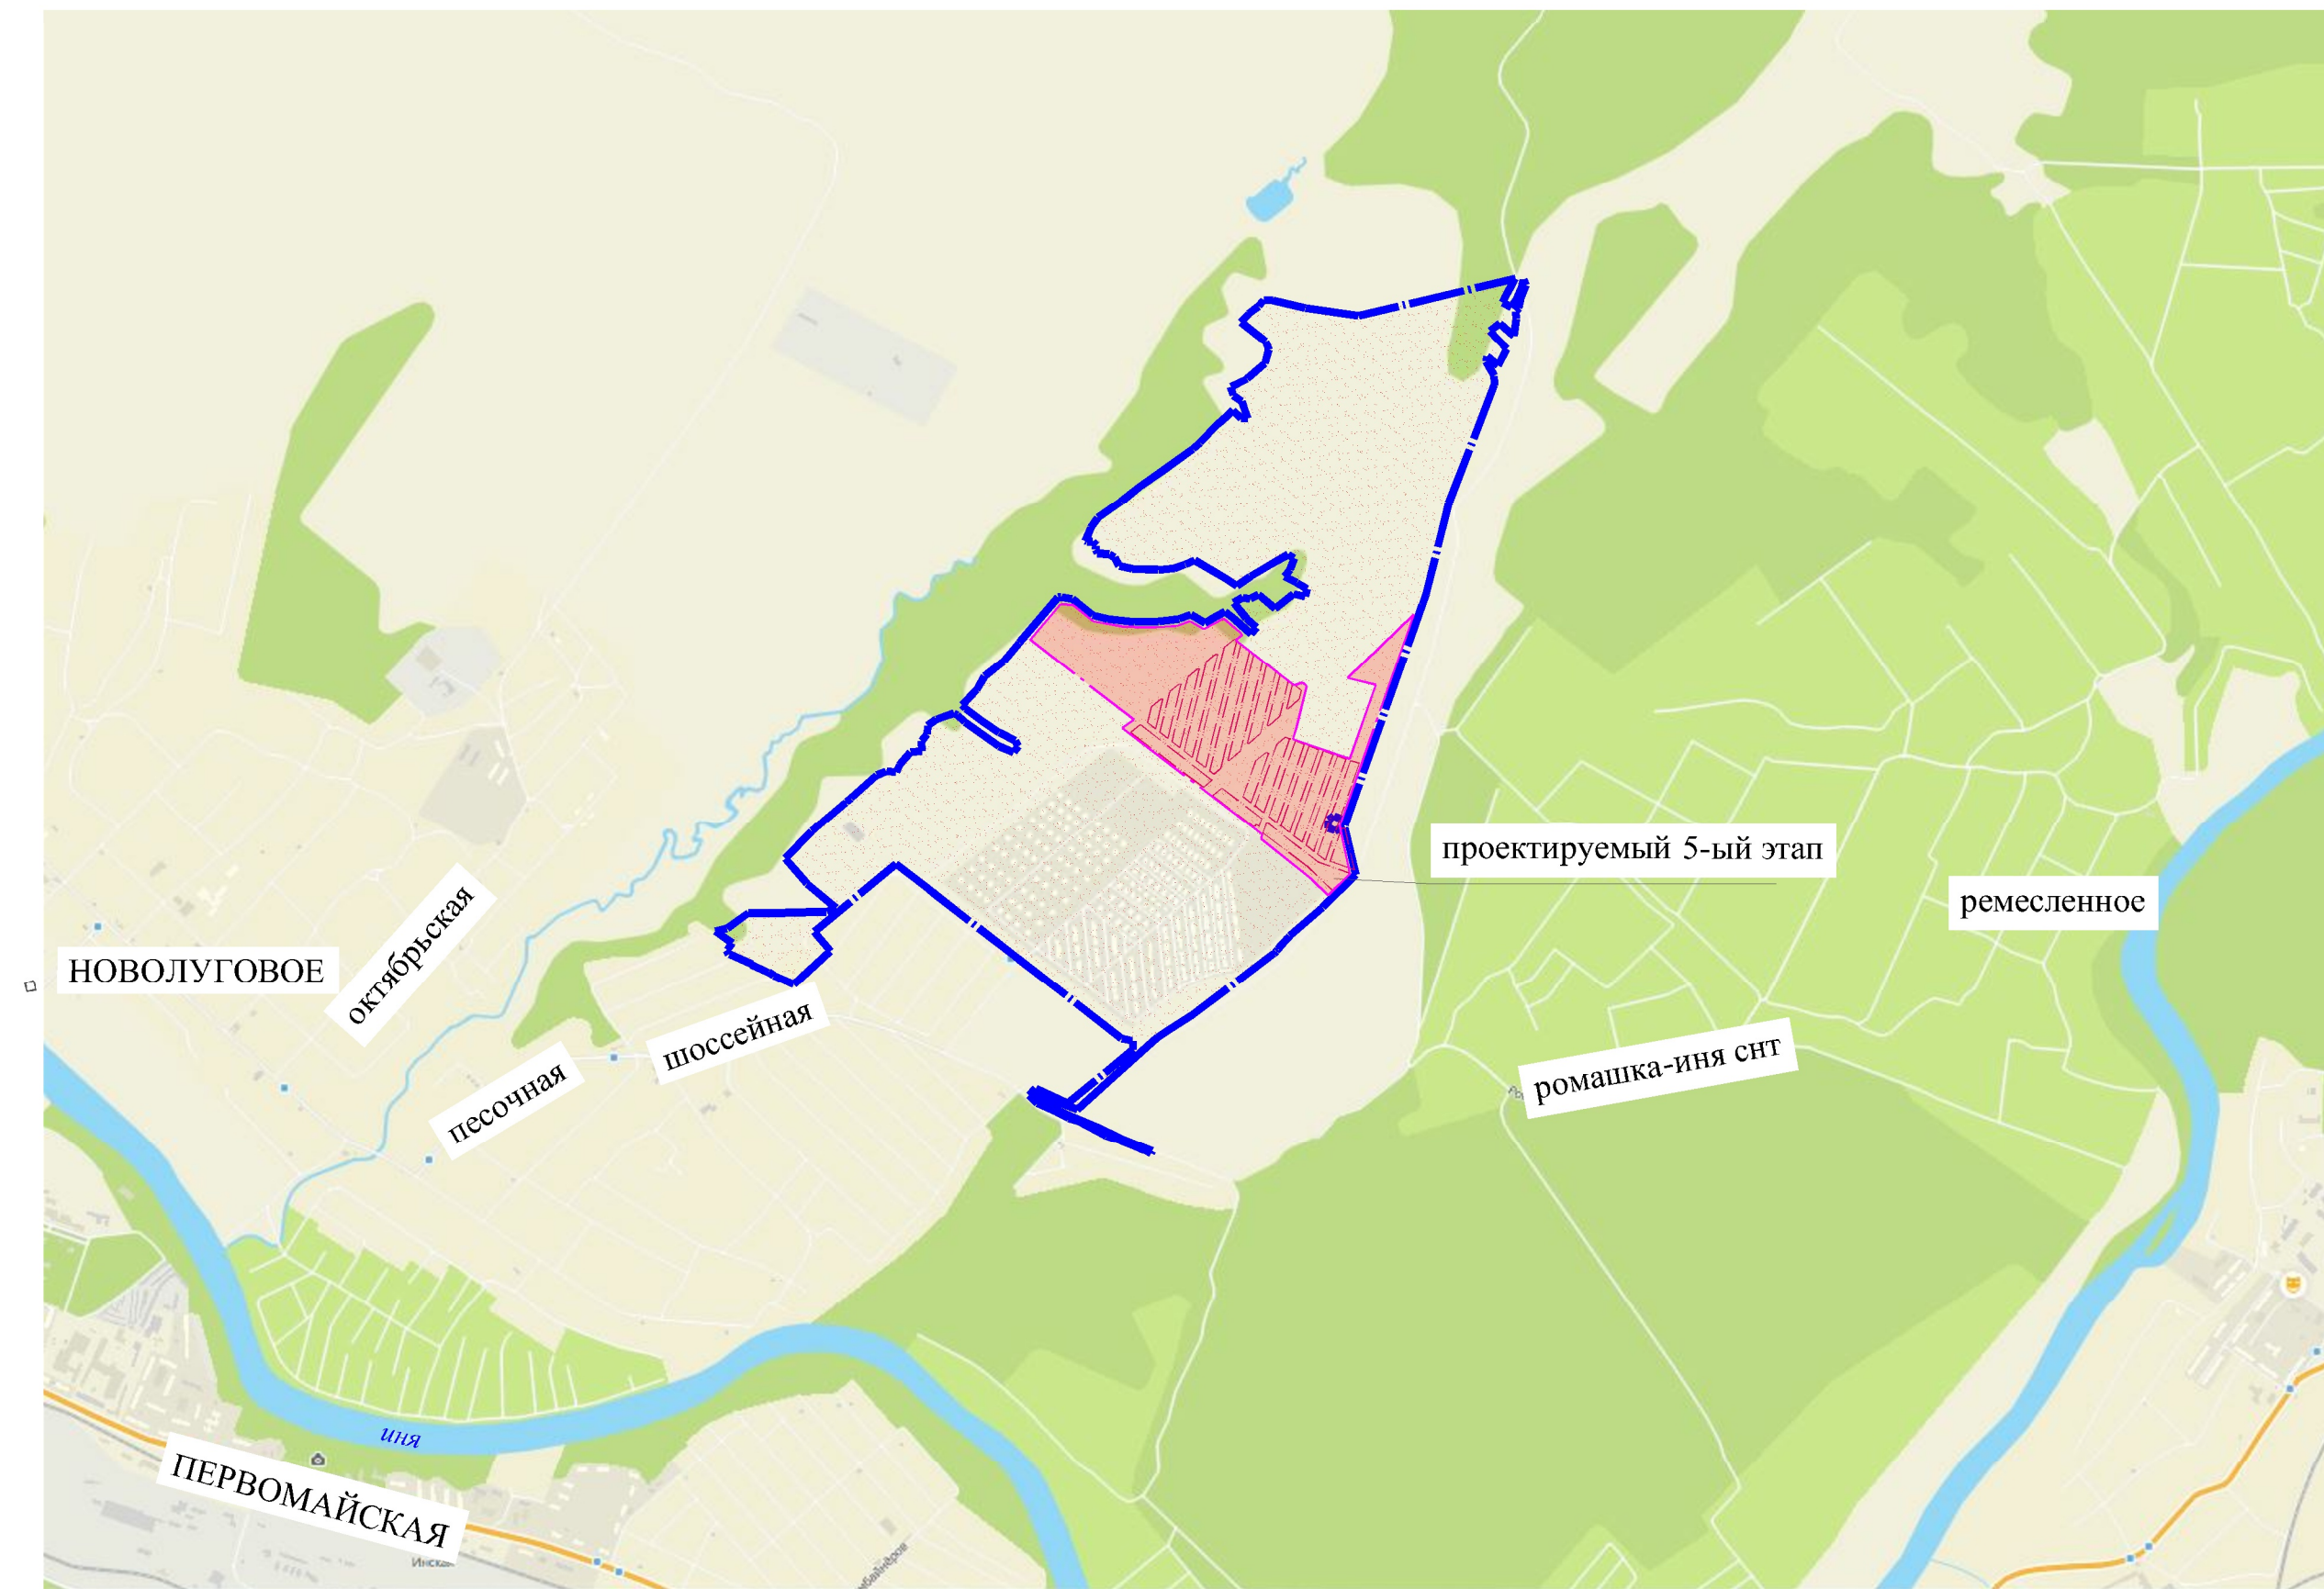 проектируемый 5-ый этап
ремесленное
октябрьская
НОВОЛУГОВОЕ
шоссейная
ромашка-иня снт
песочная
иня
ПЕРВОМАЙСКАЯ